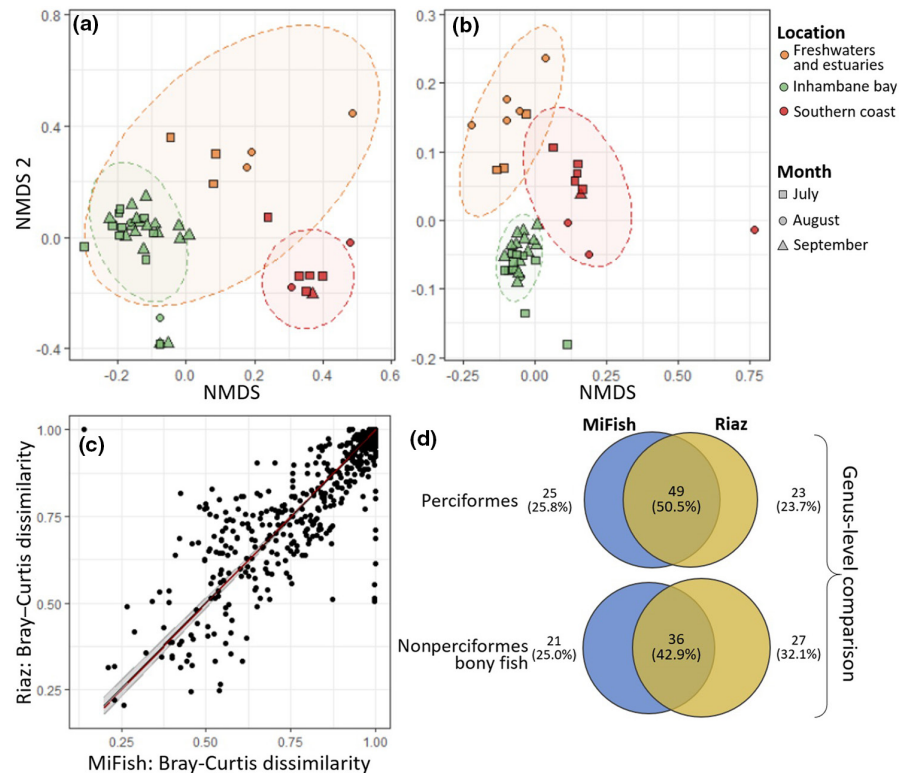 (a)
0.8
0.4
0.0
-0.4
NMDS 2
-0.2
0.0
0.2
0.4
0.6
NMDS
(b)
0.3
0.2
0.1
0.0
-0.1
-0.2
-0.25
0.00
0.25
0.50
0.75
NMDS
Location
Freshwaters
and estuaries
Inhambane bay
Southern coast
Month
July
August
September
(c)
1.00
0.75
0.50
0.25
Riaz: Bray–Curtis dissimilarity
0.25
0.50
0.75
1.00
MiFish: Bray-Curtis dissimilarity
(d)
MiFish
Riaz
Perciformes
25
(25.8%)
49
(50.5%)
23
(23.7%)
Nonperciformes
bony fish
21
(25.0%)
36
(42.9%)
27
(32.1%)
Genus-level comparison